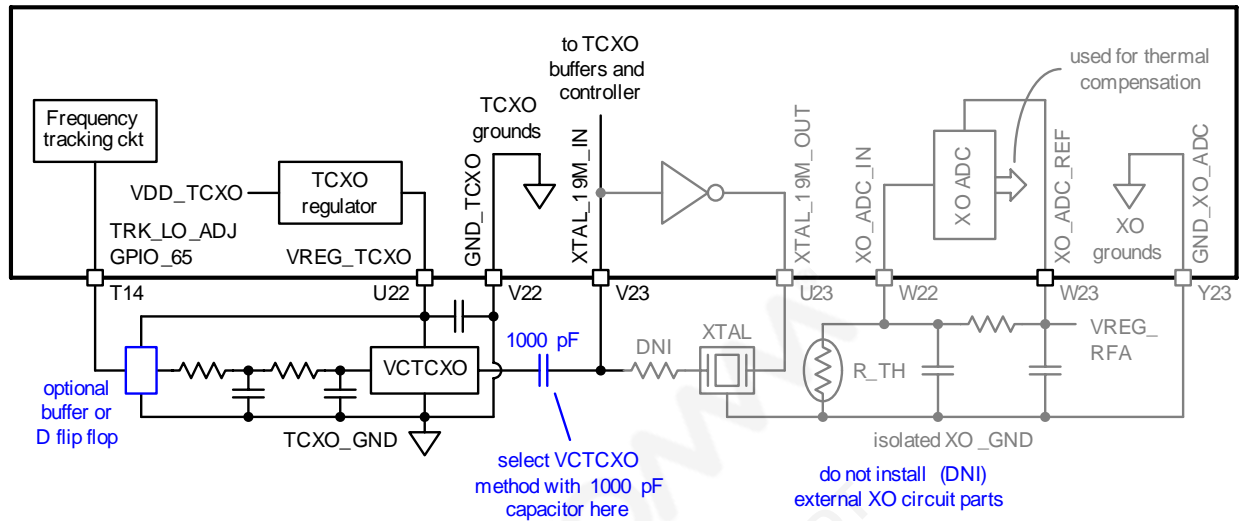 to TCXO
buffers and
controller
used for thermal
compensation
Frequency
tracking ckt
TCXO
grounds
VDD_TCXO
TCXO
regulator
GND_TCXO
XTAL_19M_IN
XTAL_19M_OUT
XO_ADC_IN
XO ADC
XO_ADC_REF
XO
grounds
GND_XO_ADC
TRK_LO_ADJ
GPIO_65
VREG_TCXO
T14
U22
V22
V23
U23
W22
W23
Y23
1000 pF
DNI
XTAL
VREG_
RFA
VCTCXO
R_TH
optional
buffer or
D flip flop
TCXO_GND
isolated XO_GND
select VCTCXO
method with 1000 pF
capacitor here
do not install (DNI)
external XO circuit parts